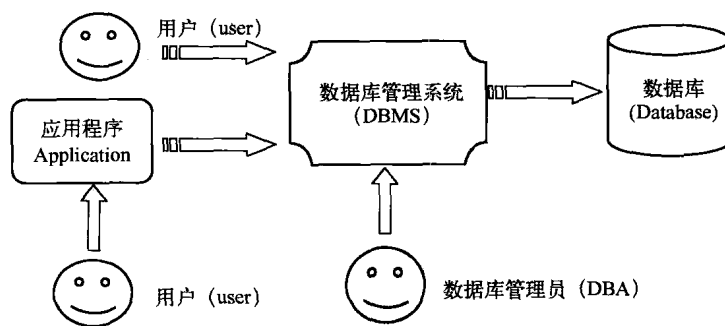 用户（user）
数据库管理系统
（DBMS）
数据库
(Database)
应用程序
Application
用户（user）
数据库管理员（DBA）